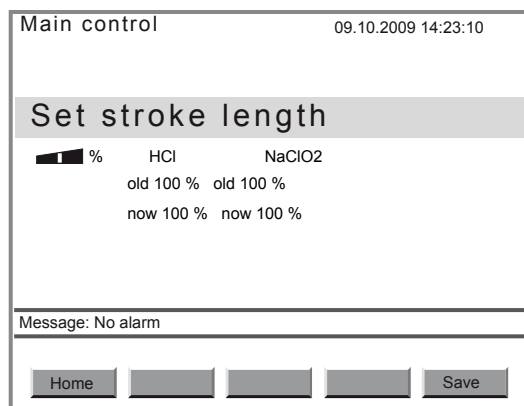 Main control 09.10.2009 14:23:10
Set stroke length
% HCl NaClO2
old 100 % old 100 %
now 100 % now 100 %
Message: No alarm
Home Save